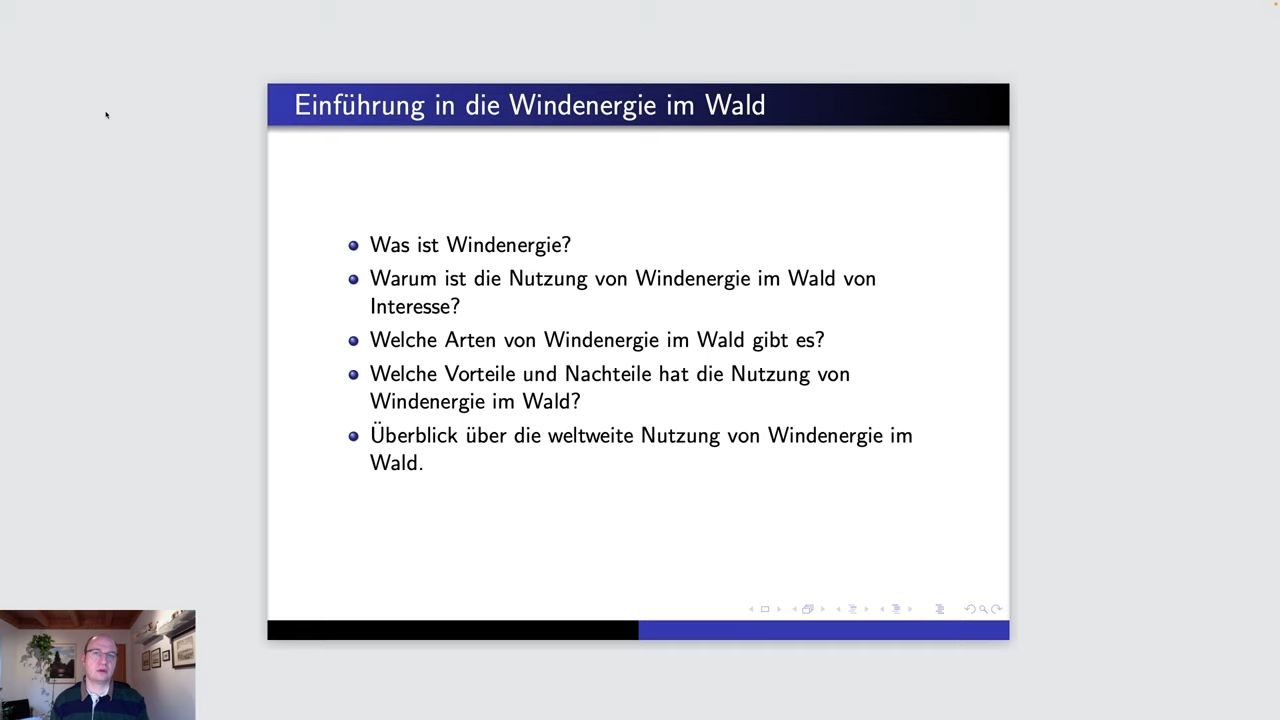 Einführung in die Windenergie im Wald
Was ist Windenergie?
Warum ist die Nutzung von Windenergie im Wald von
Interesse?
Welche Arten von Windenergie im Wald gibt es?
Welche Vorteile und Nachteile hat die Nutzung von
Windenergie im Wald?
Überblick über die weltweite Nutzung von Windenergie im
Wald.